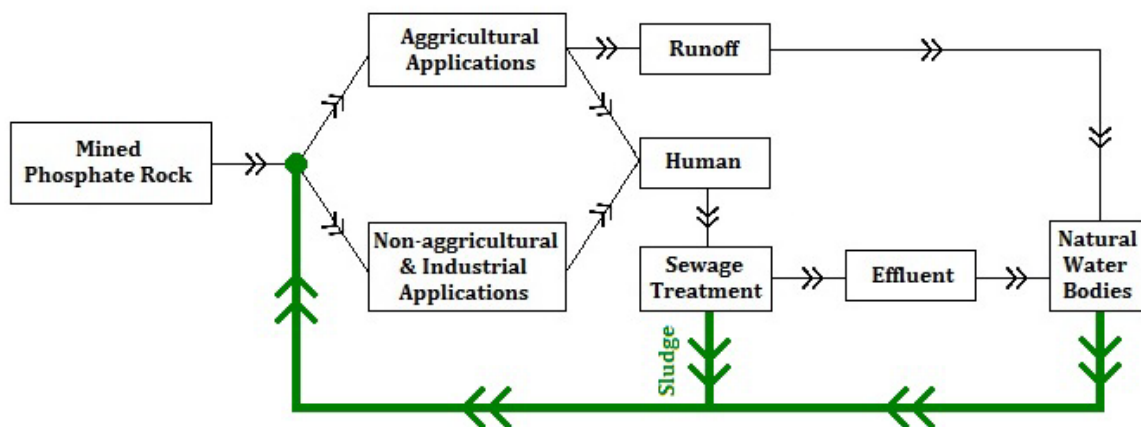 Aggricultural
Applications
Runoff
Mined
Phosphate Rock
Human
Non-aggricultural
& Industrial
Applications
Sewage
Treatment
Effluent
Natural
Water
Bodies
Sludge